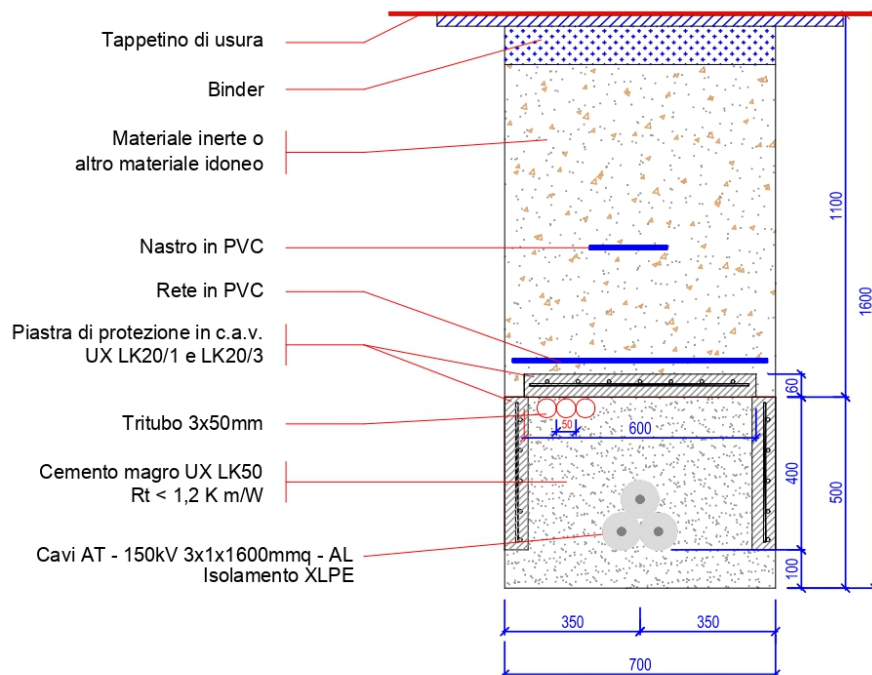 Tappetino di usura
Binder
Materiale inerte o
altro materiale idoneo
Nastro in PVC
Rete in PVC
Piastra di protezione in c.a.v.
UX LK20/1 e LK20/3
Tritubo 3x50mm
Cemento magro UX LK50
Rt < 1,2 K m/W
Cavi AT - 150kV 3x1x1600mmq - AL
Isolamento XLPE
1100
1600
60
50
600
400
500
100
350
350
700